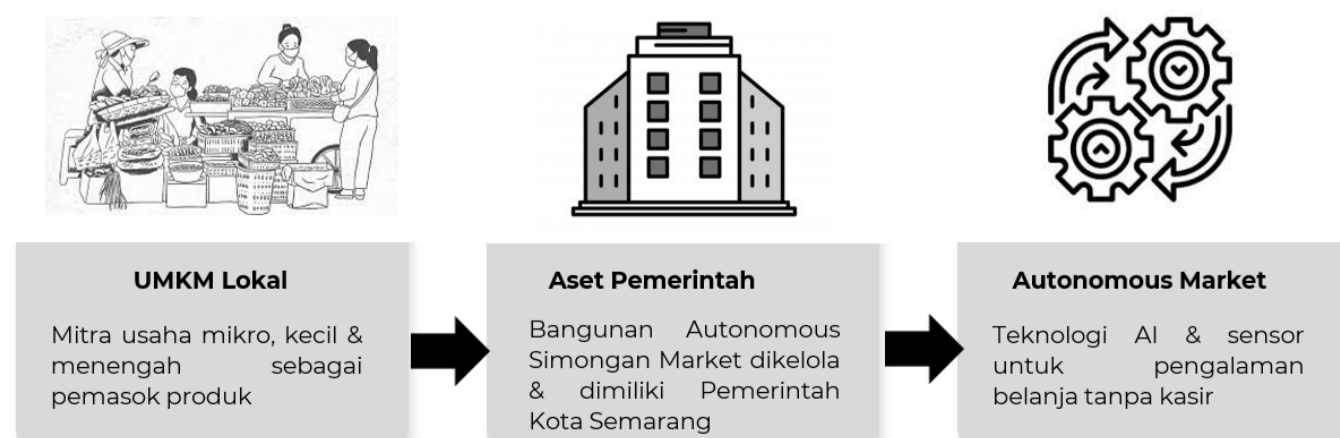 UMKM Lokal
Mitra usaha mikro, kecil &
menengah sebagai
pemasok produk
Aset Pemerintah
Bangunan Autonomous
Simongan Market dikelola
& dimiliki Pemerintah
Kota Semarang
Autonomous Market
Teknologi AI & sensor
untuk pengalaman
belanja tanpa kasir